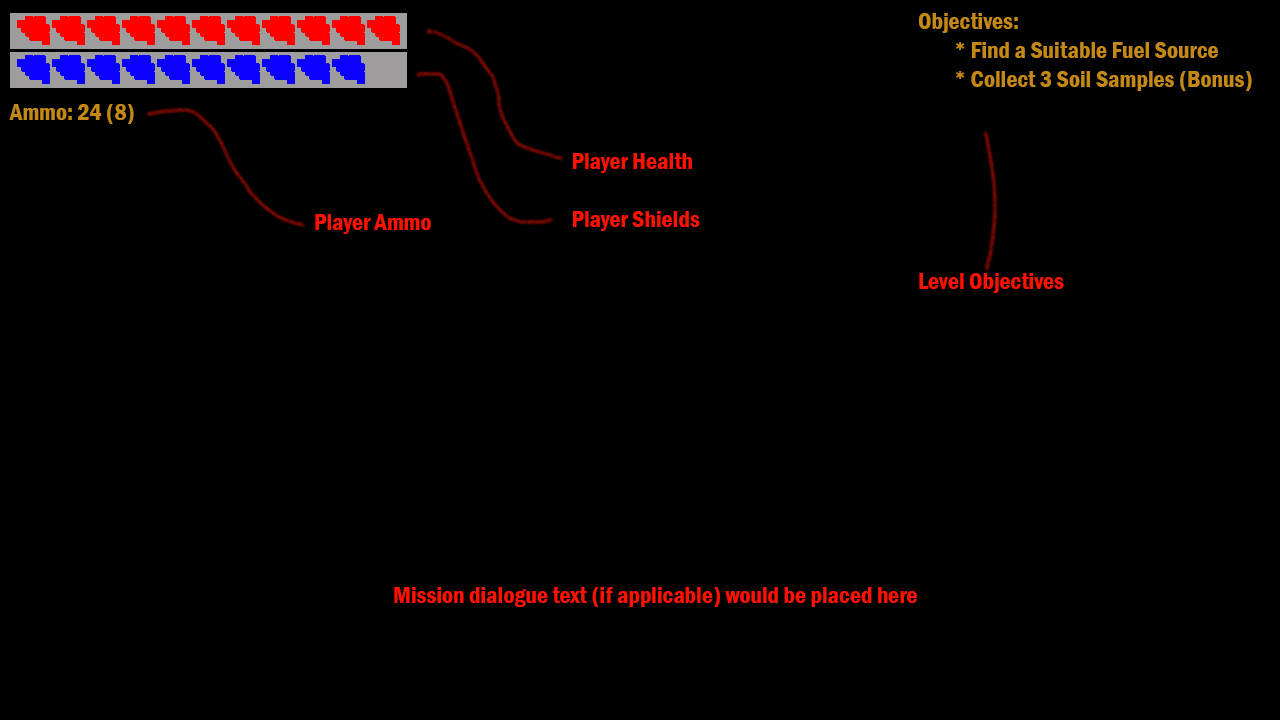 Objectives:
* Find a Suitable Fuel Source
* Collect 3 Soil Samples (Bonus)
Ammo: 24 (8)
Player Health
Player Shields
Player Ammo
Level Objectives
Mission dialogue text (if applicable) would be placed here